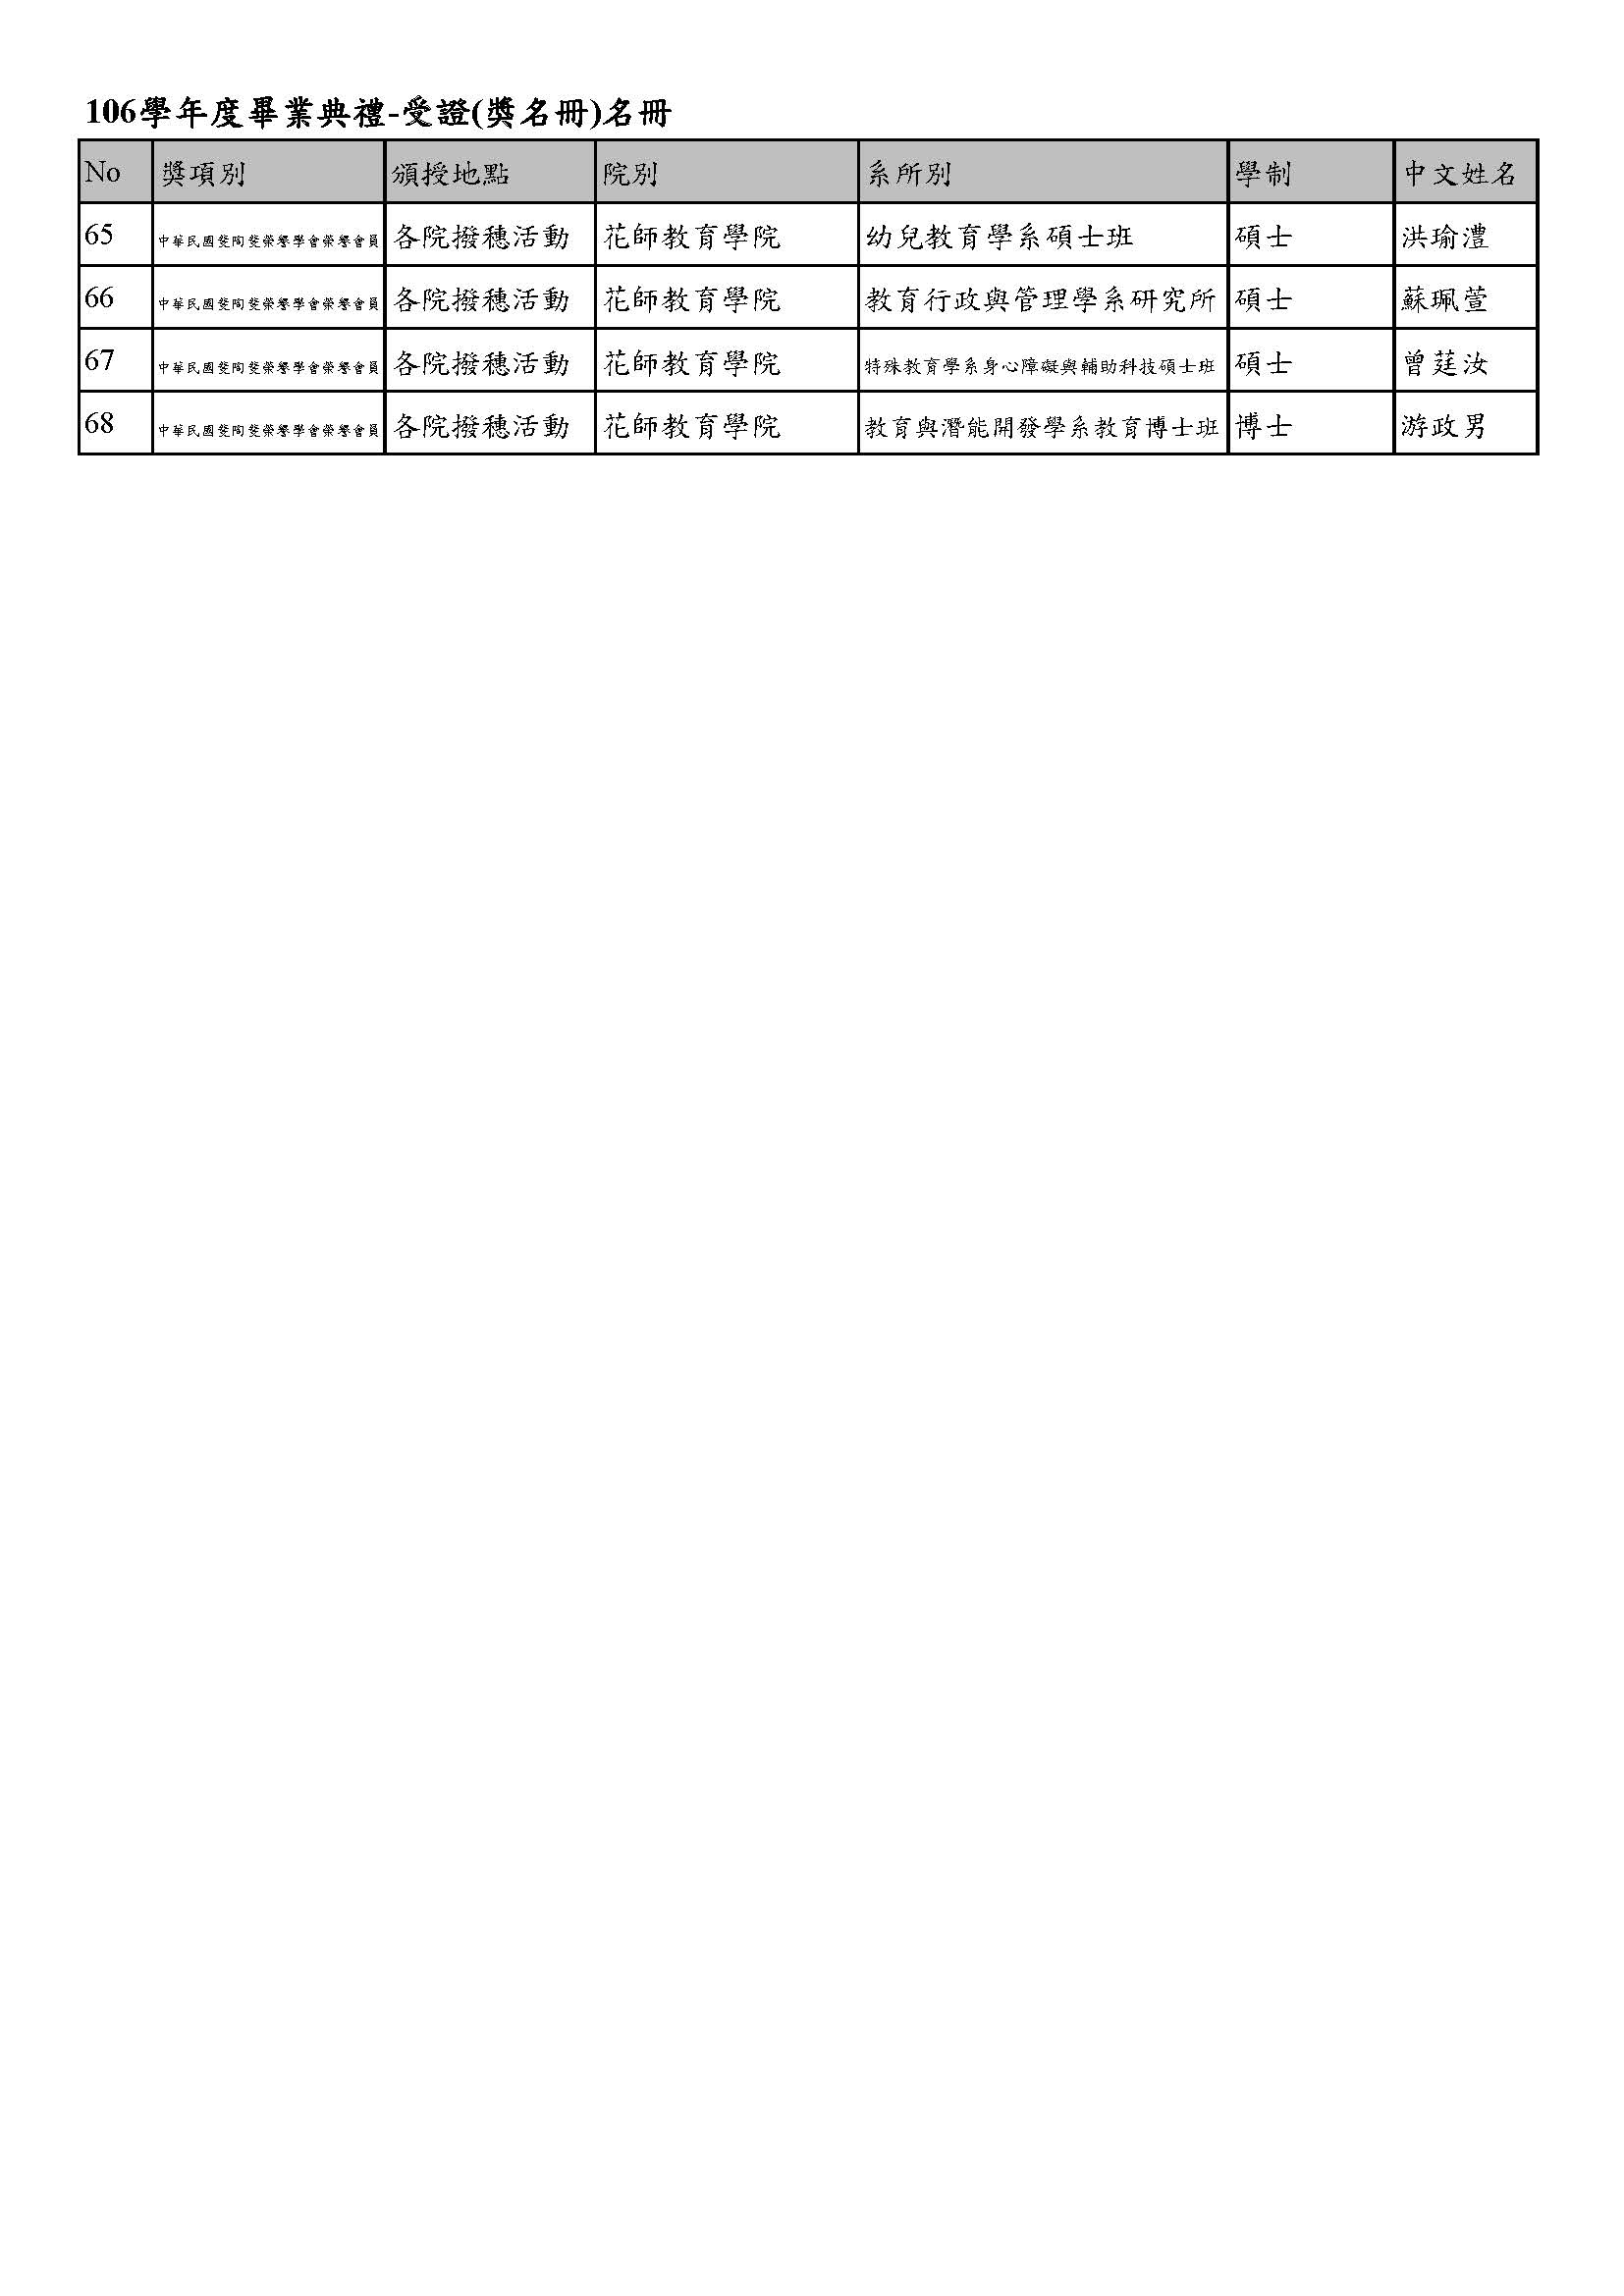 106學年度畢業典禮-受證(獎名冊)名冊
No 獎項別 頒授地點 院別 系所別 學制 中文姓名
65 中華民國斐陶斐榮譽學會榮譽會員 各院撥穗活動 花師教育學院 幼兒教育學系碩士班 碩士 洪瑜澧
66 中華民國斐陶斐榮譽學會榮譽會員 各院撥穗活動 花師教育學院 教育行政與管理學系研究所 碩士 蘇珮萱
67 中華民國斐陶斐榮譽學會榮譽會員 各院撥穗活動 花師教育學院 特殊教育學系身心障礙與輔助科技碩士班 碩士 曾莛汝
68 中華民國斐陶斐榮譽學會榮譽會員 各院撥穗活動 花師教育學院 教育與潛能開發學系教育博士班 博士 游政男